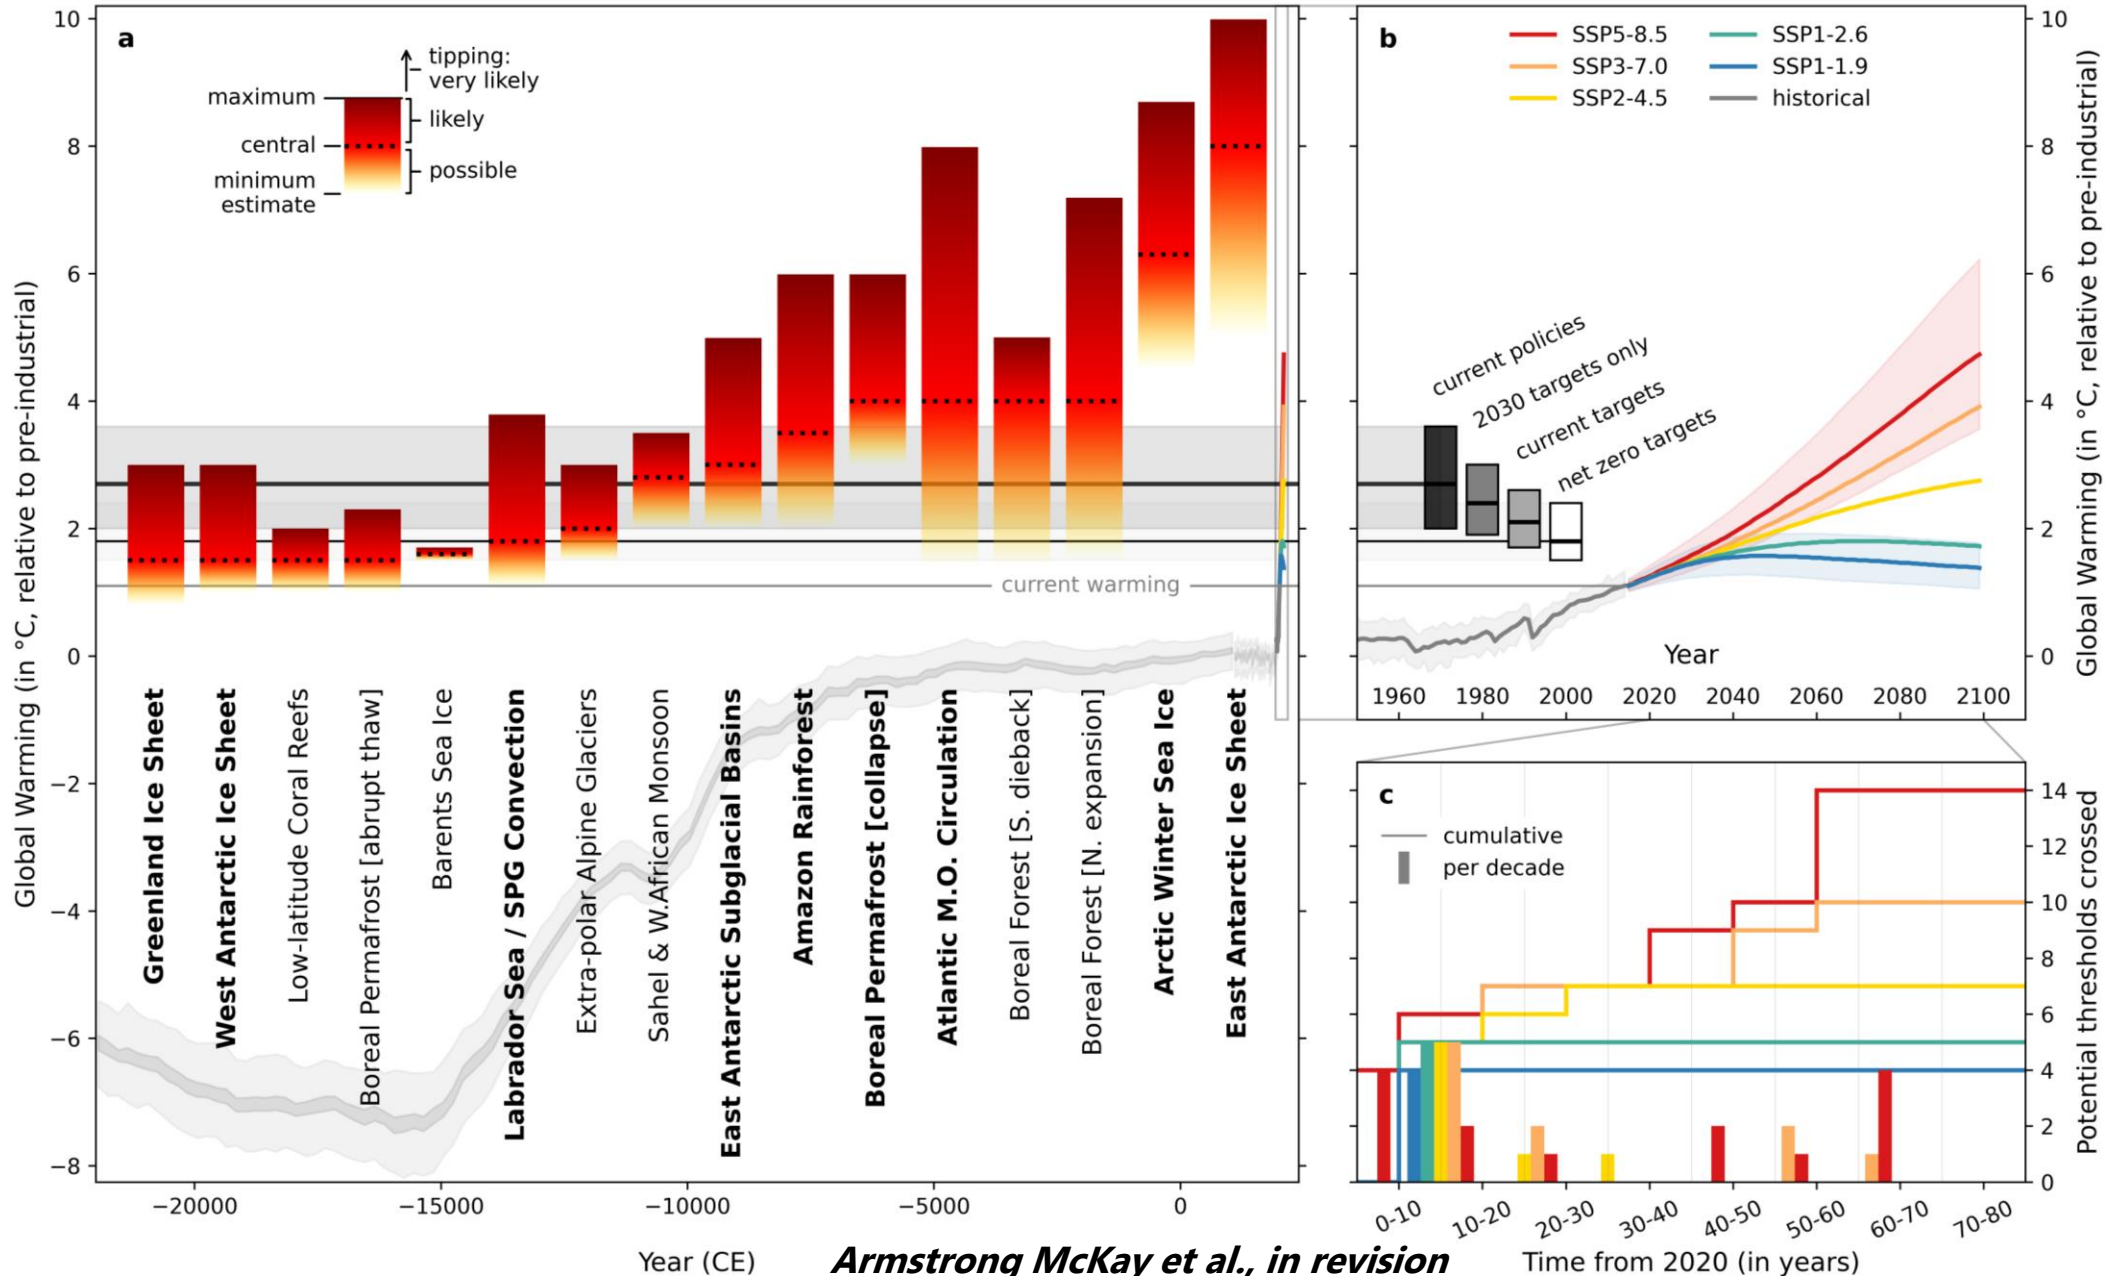 a
tipping:
very likely
maximum
likely
central
possible
minimum
estimate
10
8
6
4
2
0
−2
−4
−6
−8
Global Warming (in °C, relative to pre-industrial)
current warming
Greenland Ice Sheet
West Antarctic Ice Sheet
Low-latitude Coral Reefs
Boreal Permafrost [abrupt thaw]
Barents Sea Ice
Labrador Sea / SPG Convection
Extra-polar Alpine Glaciers
Sahel & W.African Monsoon
East Antarctic Subglacial Basins
Amazon Rainforest
Boreal Permafrost [collapse]
Atlantic M.O. Circulation
Boreal Forest [S. dieback]
Boreal Forest [N. expansion]
Arctic Winter Sea Ice
East Antarctic Ice Sheet
−20000 −15000 −10000 −5000 0
Year (CE)
b
SSP5-8.5
SSP3-7.0
SSP2-4.5
SSP1-2.6
SSP1-1.9
historical
current policies
2030 targets only
current targets
net zero targets
Year
1960 1980 2000 2020 2040 2060 2080 2100
10
8
6
4
2
0
Global Warming (in °C, relative to pre-industrial)
c
cumulative
per decade
14
12
10
8
6
4
2
0
Potential thresholds crossed
0-10 10-20 20-30 30-40 40-50 50-60 60-70 70-80
Time from 2020 (in years)
Armstrong McKay et al., in revision